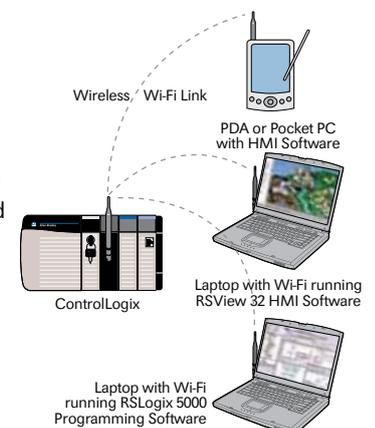 Wireless Wi-Fi Link
PDA or Pocket PC
with HMI Software
d
ControlLogix
Laptop with Wi-Fi running
RSView 32 HMI Software
Laptop with Wi-Fi
running RSLogix 5000
Programming Software